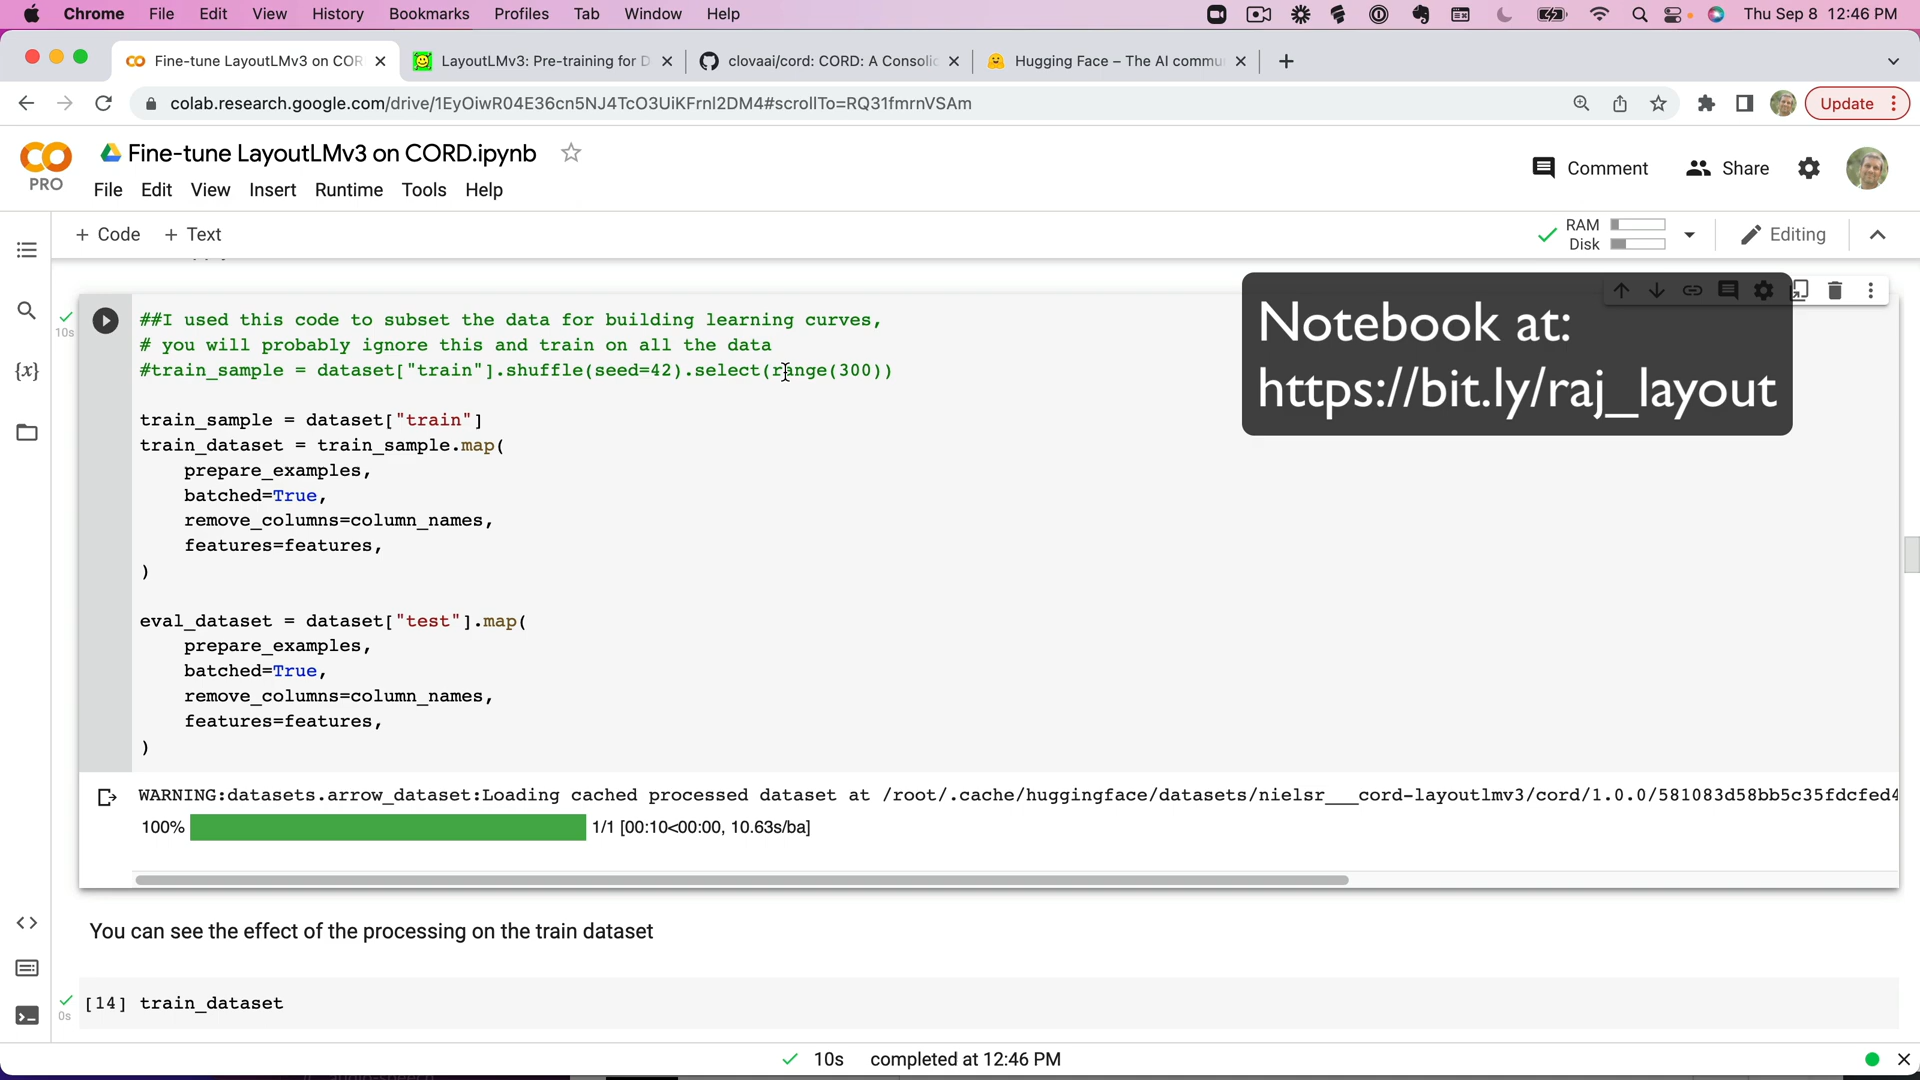 Chrome File Edit View History Bookmarks Profiles Tab Window Help Thu Sep 8 12:46 PM
Fine-tune LayoutLMv3 on COR LayoutLMv3: Pre-training for D clovaai/cord: CORD: A Consolic Hugging Face – The AI commu
colab.research.google.com/drive/1EyOiwR04E36cn5NJ4TcO3UiKFrnl2DM4#scrollTo=RQ31fmrnVSAm Update
Fine-tune LayoutLMv3 on CORD.ipynb
PRO
File Edit View Insert Runtime Tools Help
Comment Share
+ Code + Text
RAM
Disk
Editing
Notebook at:
https://bit.ly/raj_layout
10s
##I used this code to subset the data for building learning curves,
# you will probably ignore this and train on all the data
#train_sample = dataset["train"].shuffle(seed=42).select(range(300))
train_sample = dataset["train"]
train_dataset = train_sample.map(
prepare_examples,
batched=True,
remove_columns=column_names,
features=features,
)
eval_dataset = dataset["test"].map(
prepare_examples,
batched=True,
remove_columns=column_names,
features=features,
)
WARNING:datasets.arrow_dataset:Loading cached processed dataset at /root/.cache/huggingface/datasets/nielsr___cord-layoutlmv3/cord/1.0.0/581083d58bb5c35fdcfed4
100% 1/1 [00:10<00:00, 10.63s/ba]
You can see the effect of the processing on the train dataset
[14] train_dataset
0s
10s completed at 12:46 PM